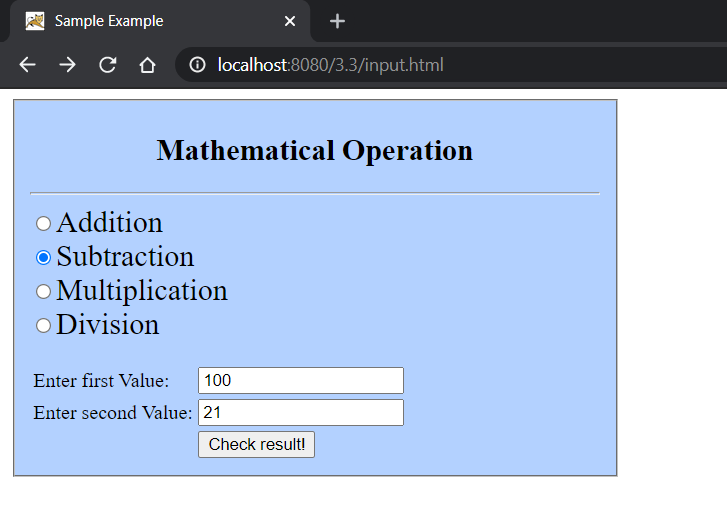 Sample Example
localhost:8080/3.3/input.html
Mathematical Operation
Addition
Subtraction
Multiplication
Division
Enter first Value: 100
Enter second Value: 21
Check result!